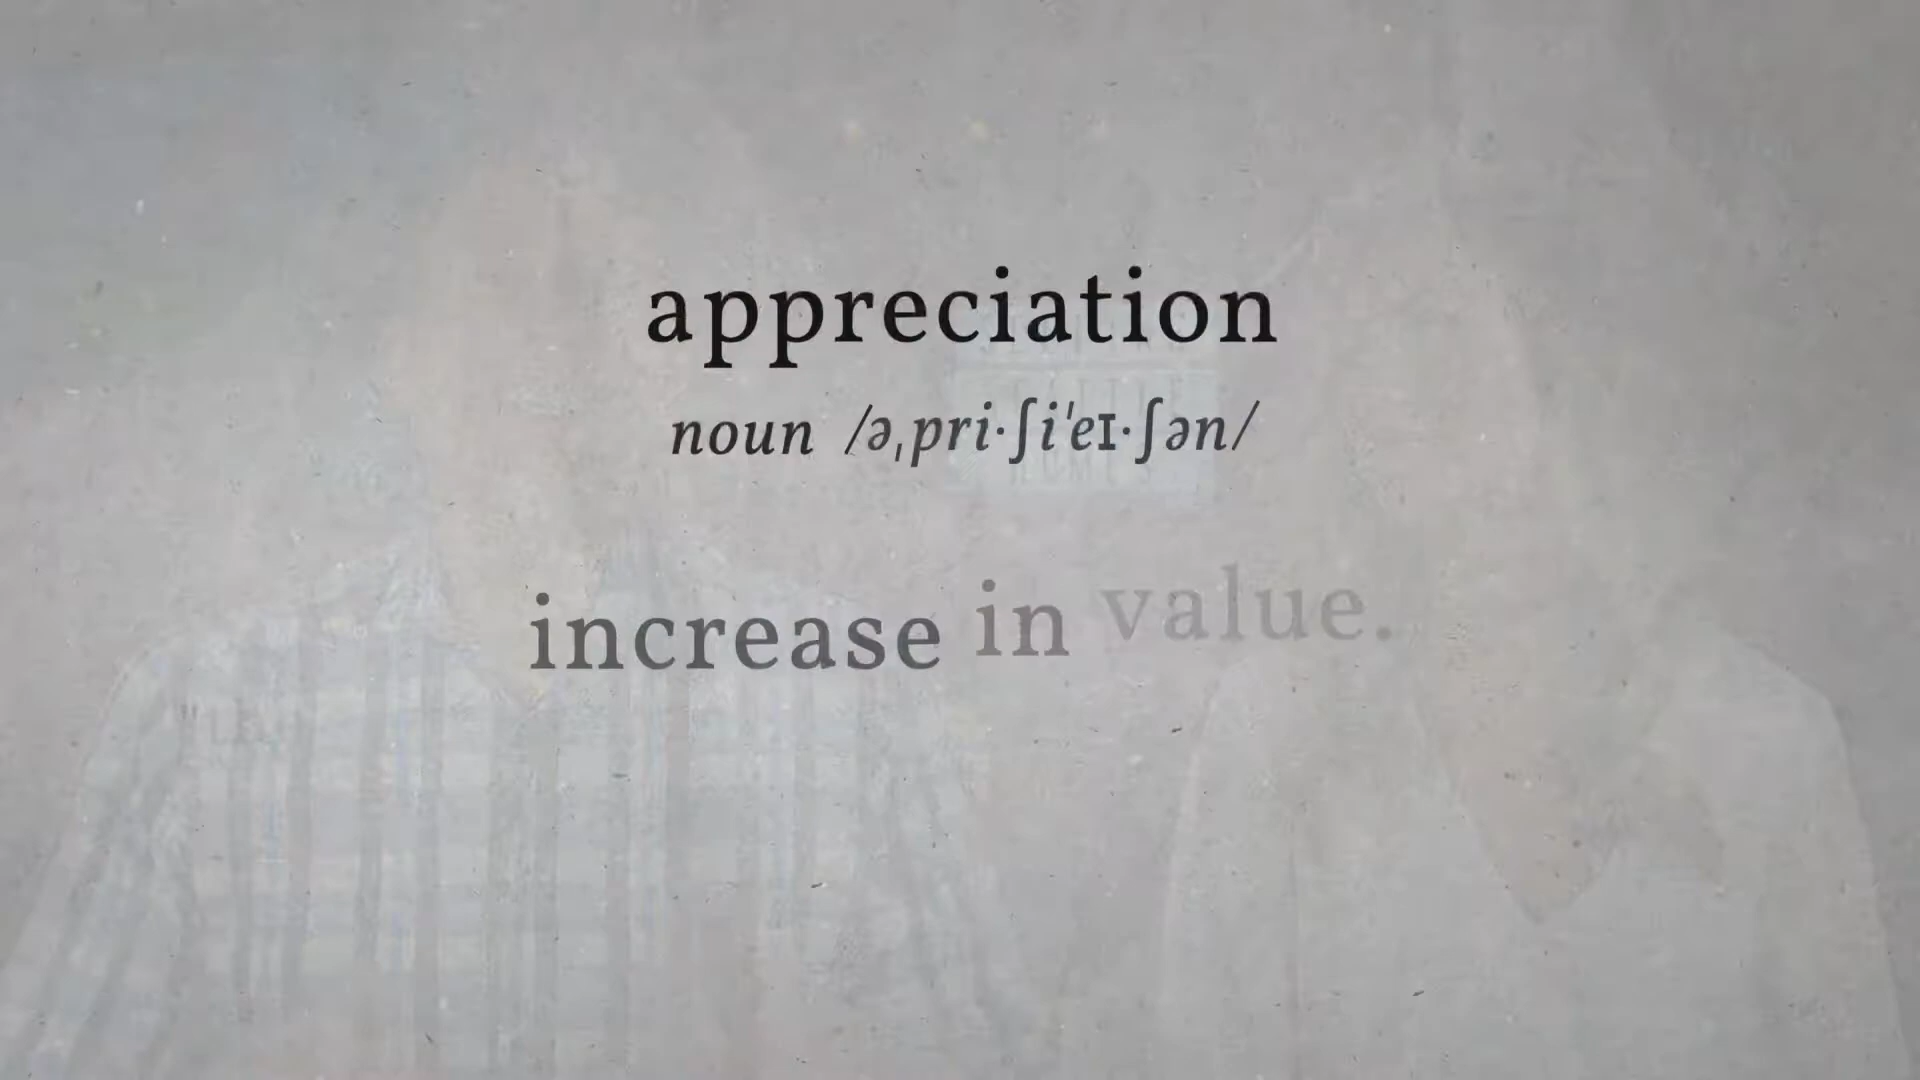 appreciation
noun /əˌpri·ʃiˈeɪ·ʃən/
increase in value.